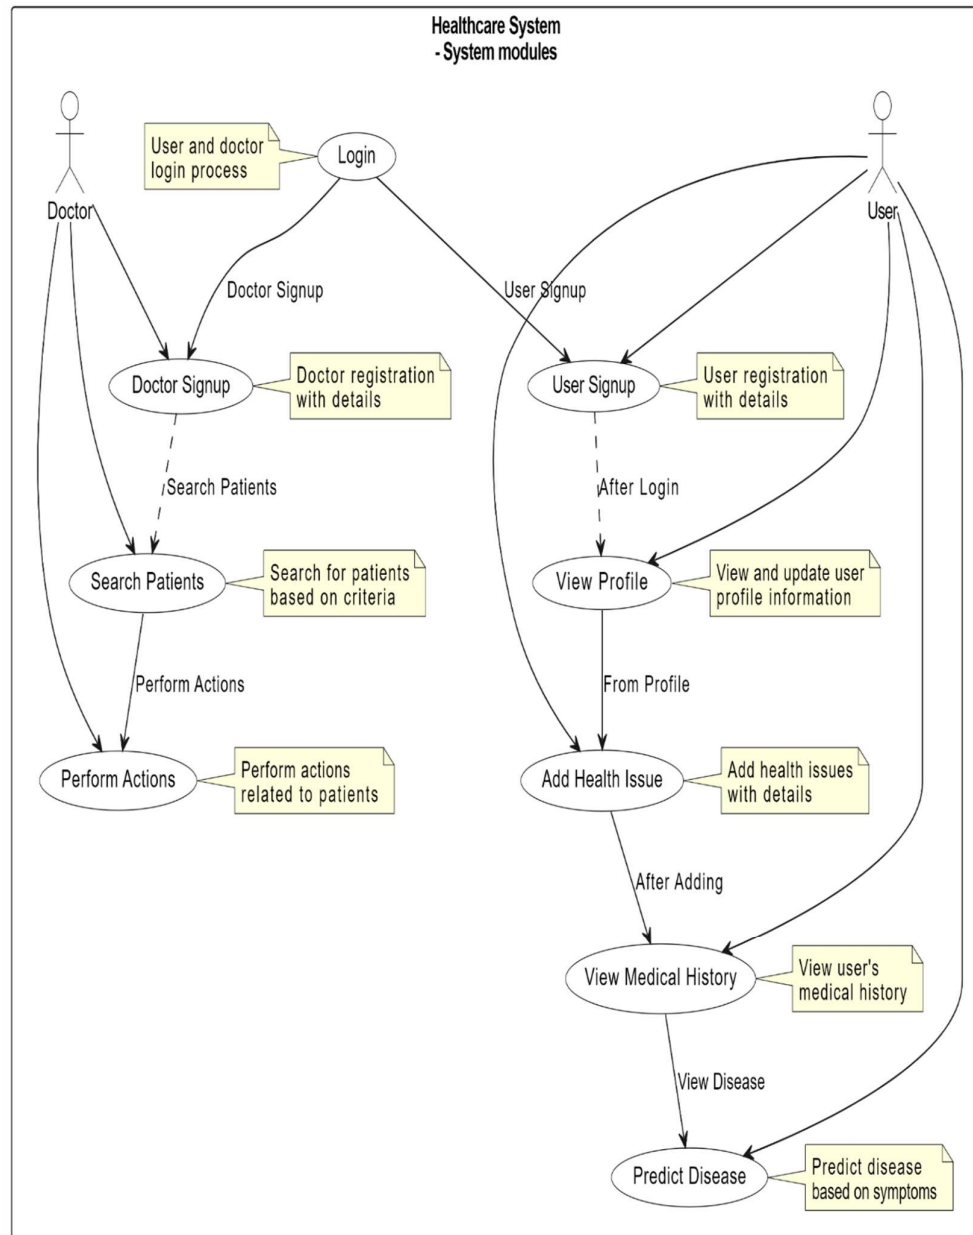 Healthcare System
- System modules
User and doctor
login process
Login
Doctor
User
Doctor Signup
User Signup
Doctor Signup
Doctor registration
with details
User Signup
User registration
with details
Search Patients
After Login
Search Patients
Search for patients
based on criteria
View Profile
View and update user
profile information
Perform Actions
From Profile
Perform Actions
Perform actions
related to patients
Add Health Issue
Add health issues
with details
After Adding
View Medical History
View user's
medical history
View Disease
Predict Disease
Predict disease
based on symptoms